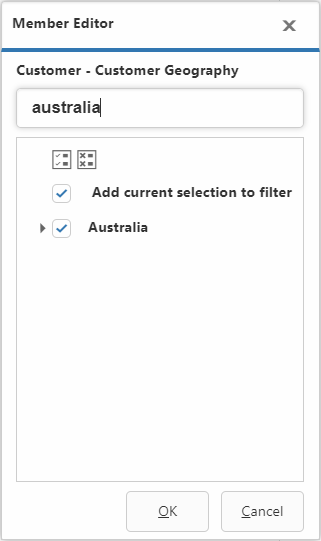 Member Editor
Customer - Customer Geography
australia
Add current selection to filter
Australia
OK
Cancel